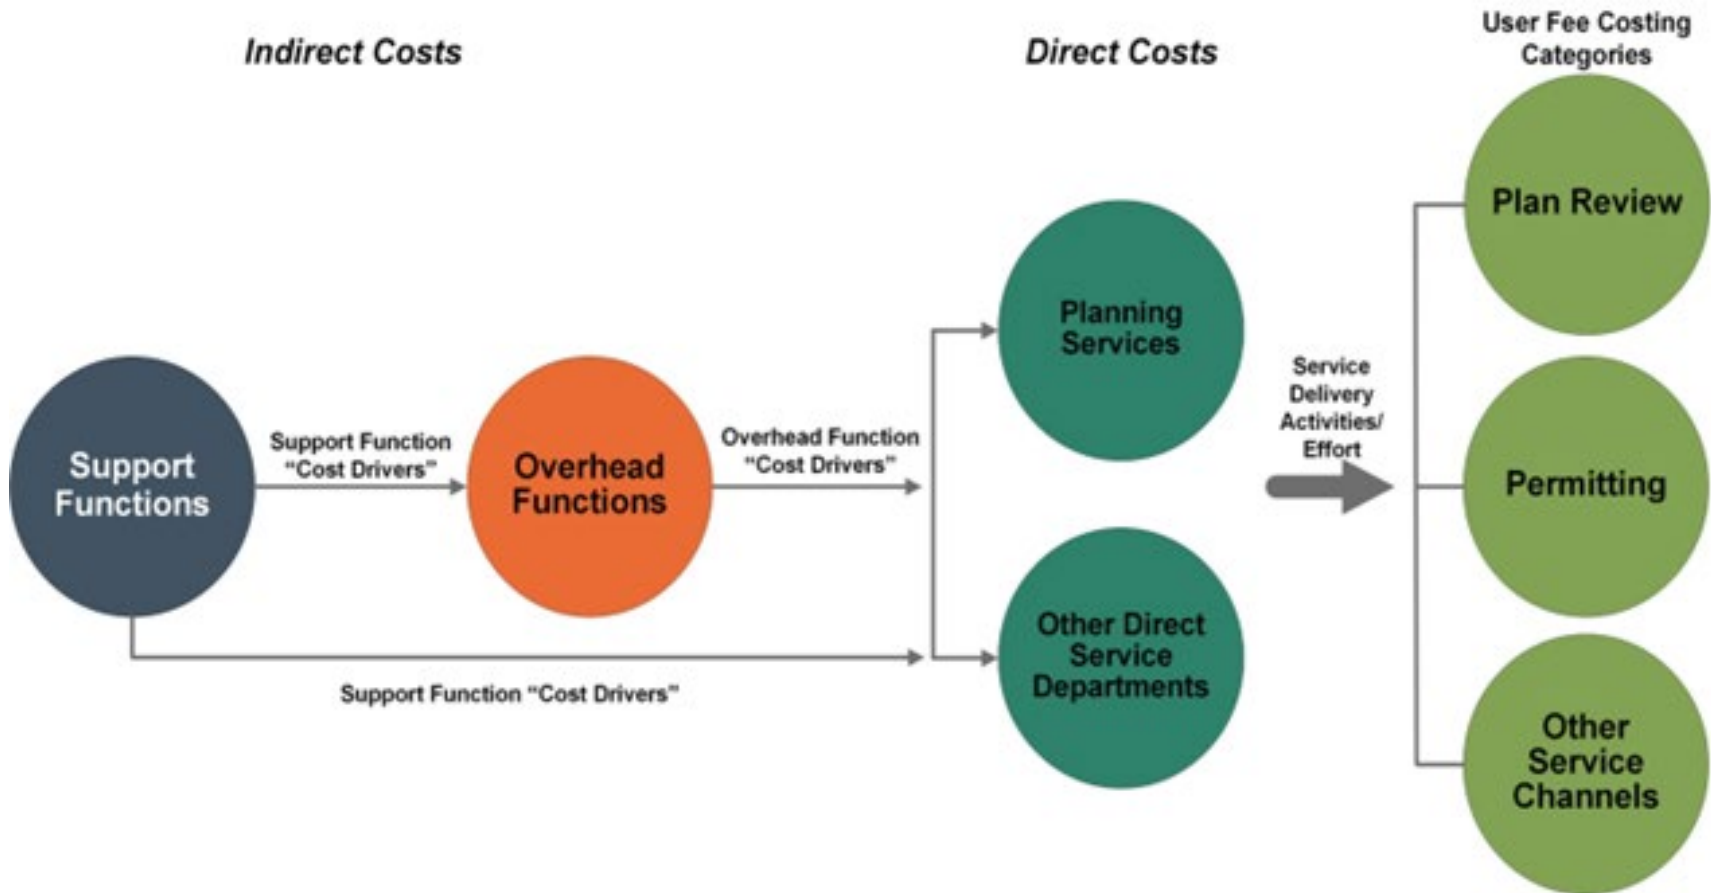 Indirect Costs
Direct Costs
User Fee Costing
Categories
Plan Review
Planning
Services
Service
Delivery
Activities/
Effort
Support Function
“Cost Drivers”
Overhead Function
“Cost Drivers”
Support
Functions
Overhead
Functions
Permitting
Other Direct
Service
Departments
Support Function “Cost Drivers”
Other
Service
Channels